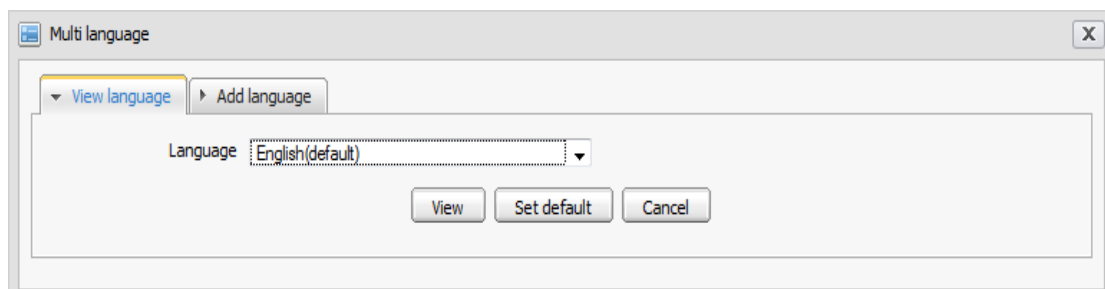 Multi language
X
View language Add language
Language English(default)
View Set default Cancel